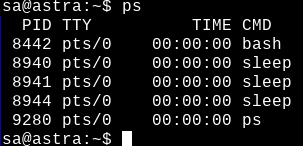 sa@astra:~$ ps
  PID TTY          TIME CMD
 8442 pts/0    00:00:00 bash
 8940 pts/0    00:00:00 sleep
 8941 pts/0    00:00:00 sleep
 8944 pts/0    00:00:00 sleep
 9280 pts/0    00:00:00 ps
sa@astra:~$